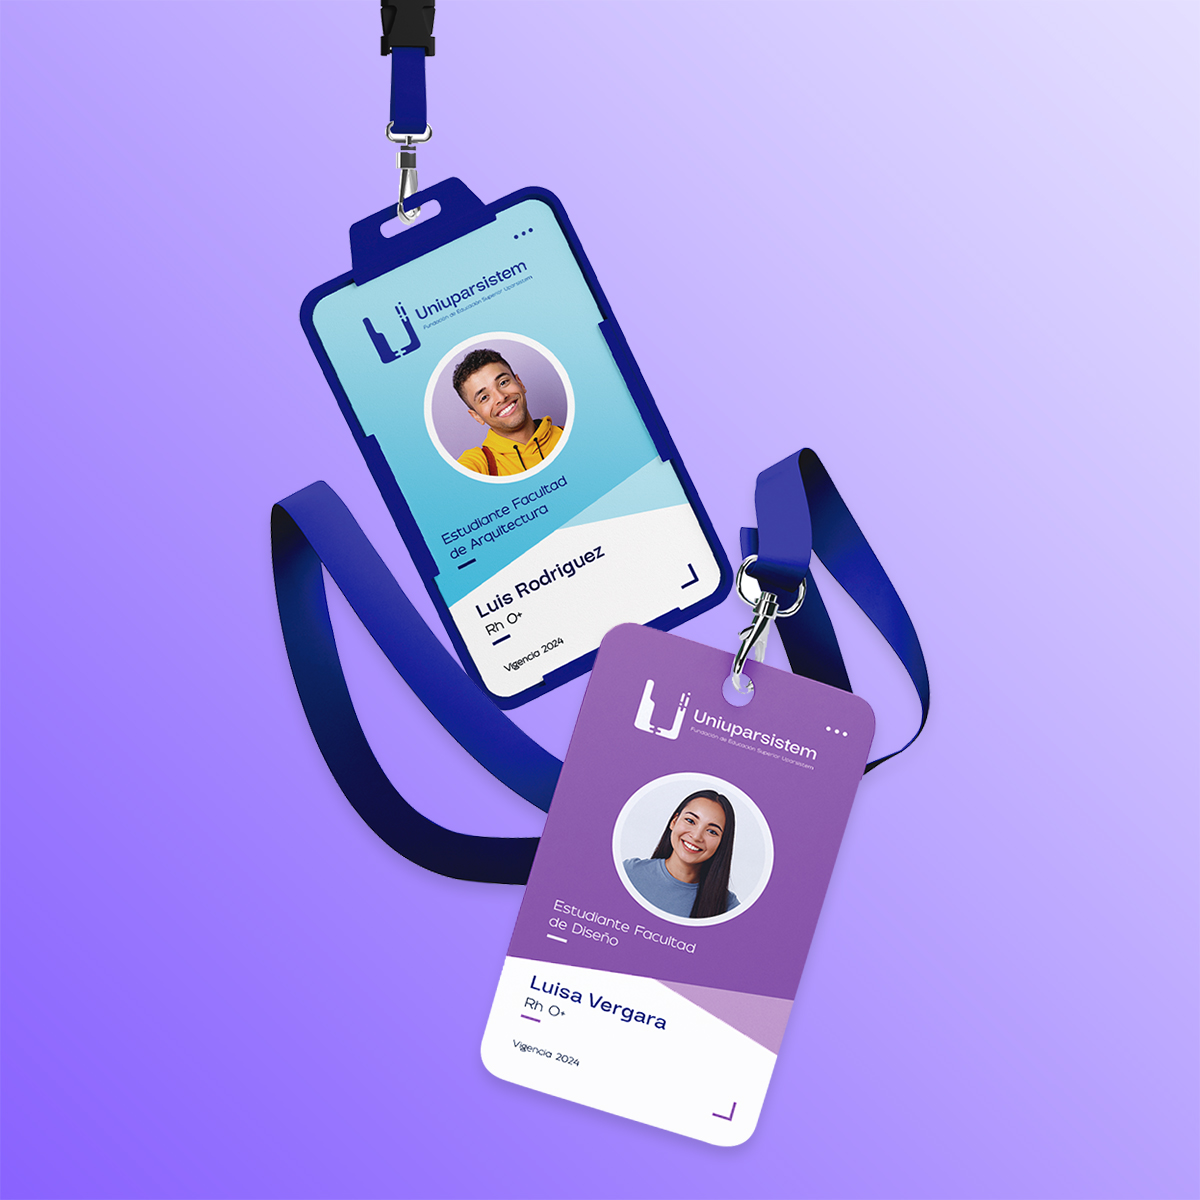 Uniuparsistem
Fundación de Educación Superior Uparsistem
Estudiante Facultad
de Arquitectura
Luis Rodriguez
Rh O+
Vigencia 2024
Uniuparsistem
Fundación de Educación Superior Uparsistem
Estudiante Facultad
de Diseño
Luisa Vergara
Rh O+
Vigencia 2024